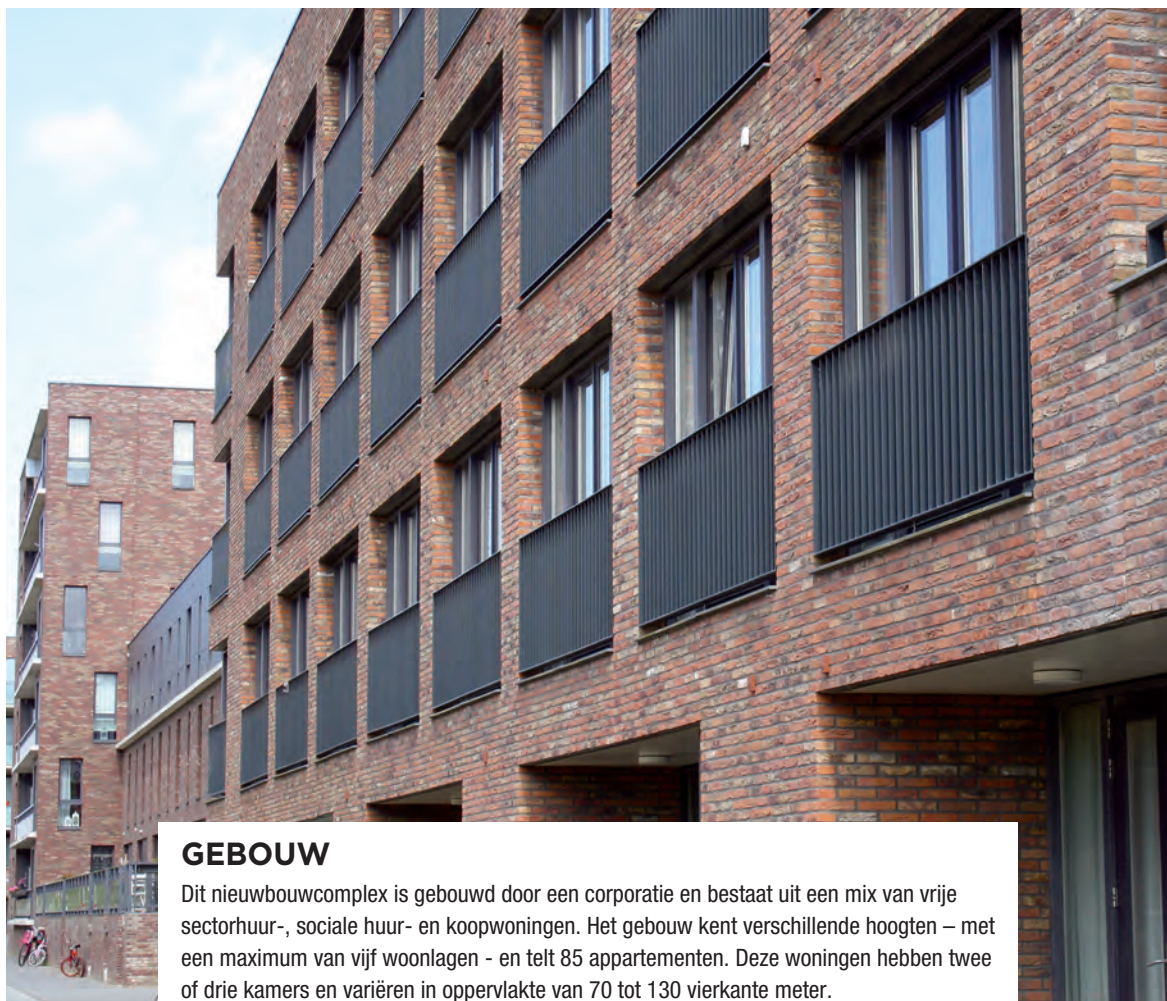 GEBOUW
Dit nieuwbouwcomplex is gebouwd door een corporatie en bestaat uit een mix van vrije
sectorhuur-, sociale huur- en koopwoningen. Het gebouw kent verschillende hoogten – met
een maximum van vijf woonlagen - en telt 85 appartementen. Deze woningen hebben twee
of drie kamers en variëren in oppervlakte van 70 tot 130 vierkante meter.